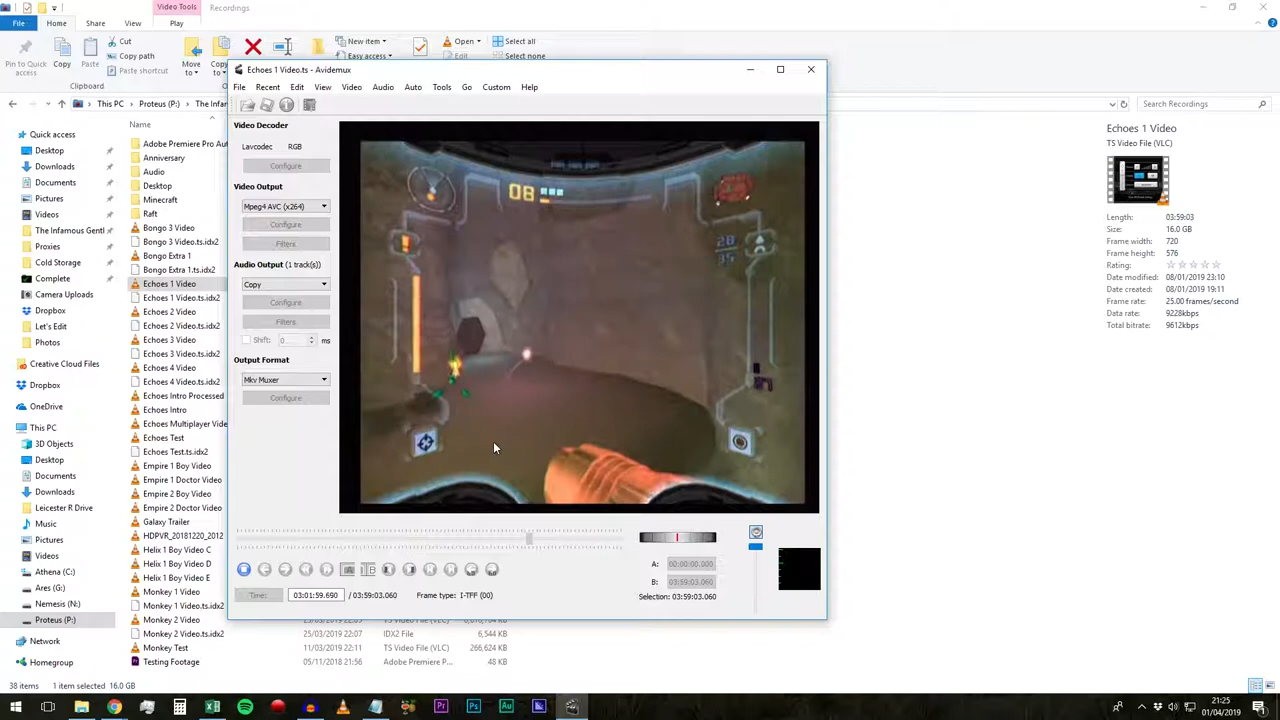 Video Tools
Recordings
File
Home
Share
View
Play
Pin to Quick
access
Copy
Paste
Cut
Copy path
Paste shortcut
Clipboard
Move
to
Copy
to
New item
Easy access
Open
Edit
Select all
Select none
This PC
Proteus (P:)
The Infam
Search Recordings
Quick access
Desktop
Downloads
Documents
Pictures
Videos
The Infamous Gentl
Proxies
Cold Storage
Complete
Camera Uploads
Dropbox
Let's Edit
Photos
Creative Cloud Files
Dropbox
OneDrive
This PC
3D Objects
Desktop
Documents
Downloads
Leicester R Drive
Music
Pictures
Videos
Athena (C:)
Ares (G:)
Nemesis (N:)
Proteus (P:)
Network
Homegroup
38 items
1 item selected 16.0 GB
Name
Adobe Premiere Pro Aut
Anniversary
Audio
Desktop
Minecraft
Raft
Bongo 3 Video
Bongo 3 Video.ts.idx2
Bongo Extra 1
Bongo Extra 1.ts.idx2
Echoes 1 Video
Echoes 1 Video.ts.idx2
Echoes 2 Video
Echoes 2 Video.ts.idx2
Echoes 3 Video
Echoes 3 Video.ts.idx2
Echoes 4 Video
Echoes 4 Video.ts.idx2
Echoes Intro Processed
Echoes Intro
Echoes Multiplayer Vide
Echoes Test
Echoes Test.ts.idx2
Empire 1 Boy Video
Empire 1 Doctor Video
Empire 2 Boy Video
Empire 2 Doctor Video
Galaxy Trailer
HDPVR_20181220_2012
Helix 1 Boy Video C
Helix 1 Boy Video D
Helix 1 Boy Video E
Monkey 1 Video
Monkey 1 Video.ts.idx2
Monkey 2 Video
Monkey 2 Video.ts.idx2
Monkey Test
Testing Footage
25/03/2019 22:07
IDX2 File
6,544 KB
11/03/2019 22:11
TS Video File (VLC)
266,624 KB
05/11/2018 21:56
Adobe Premiere P...
48 KB
Echoes 1 Video.ts - Avidemux
File Recent Edit View Video Audio Auto Tools Go Custom Help
Video Decoder
Lavcodec RGB
Configure
Video Output
Mpeg4 AVC (x264)
Configure
Filters
Audio Output (1 track(s))
Copy
Configure
Filters
Shift: 0 ms
Output Format
Mkv Muxer
Configure
08
28
35
A: 00:00:00.000
B: 03:59:03.060
Selection: 03:59:03.060
Time: 03:01:59.690 / 03:59:03.060 Frame type: I-TFF (00)
Echoes 1 Video
TS Video File (VLC)
Length: 03:59:03
Size: 16.0 GB
Frame width: 720
Frame height: 576
Rating:
Date modified: 08/01/2019 23:10
Date created: 08/01/2019 19:11
Frame rate: 25.00 frames/second
Data rate: 9228kbps
Total bitrate: 9612kbps
Pr
Ps
Au
21:25
01/04/2019